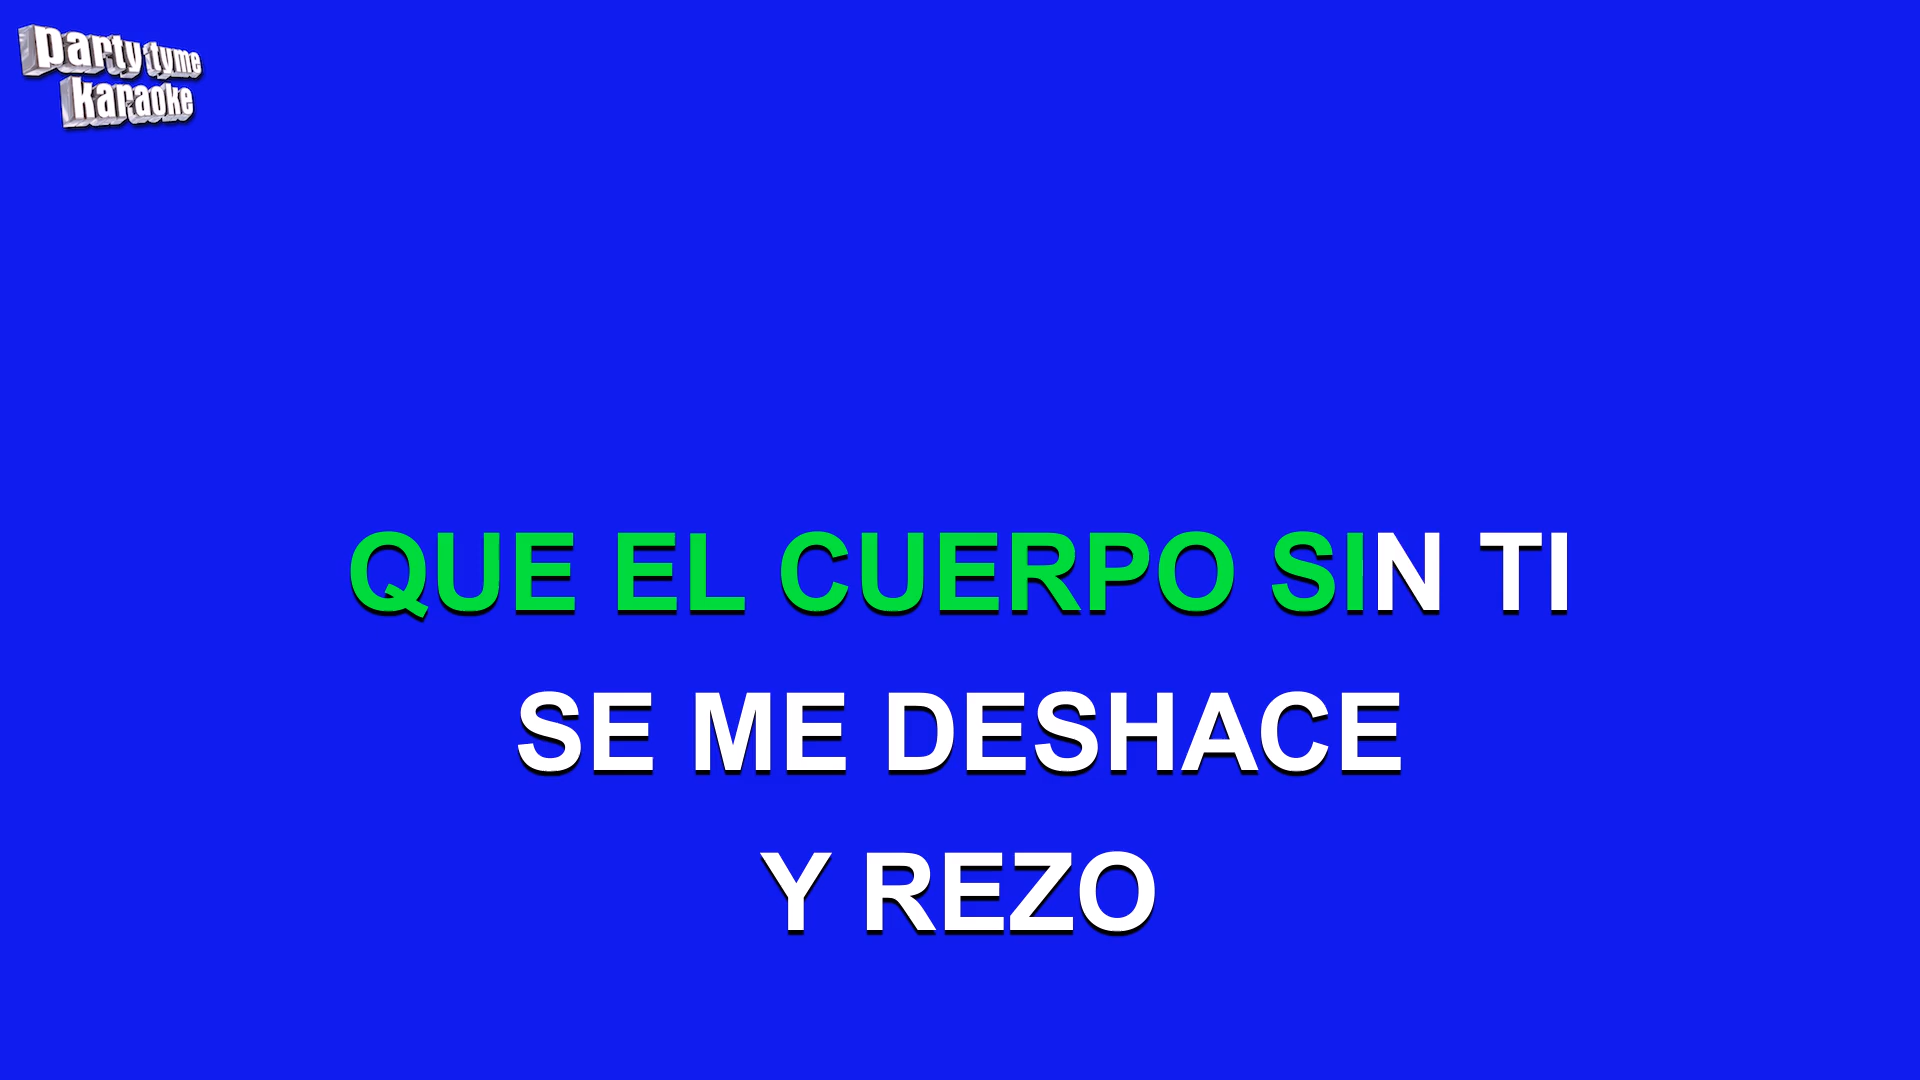 party tyme
karaoke
QUE EL CUERPO SIN TI
SE ME DESHACE
Y REZO